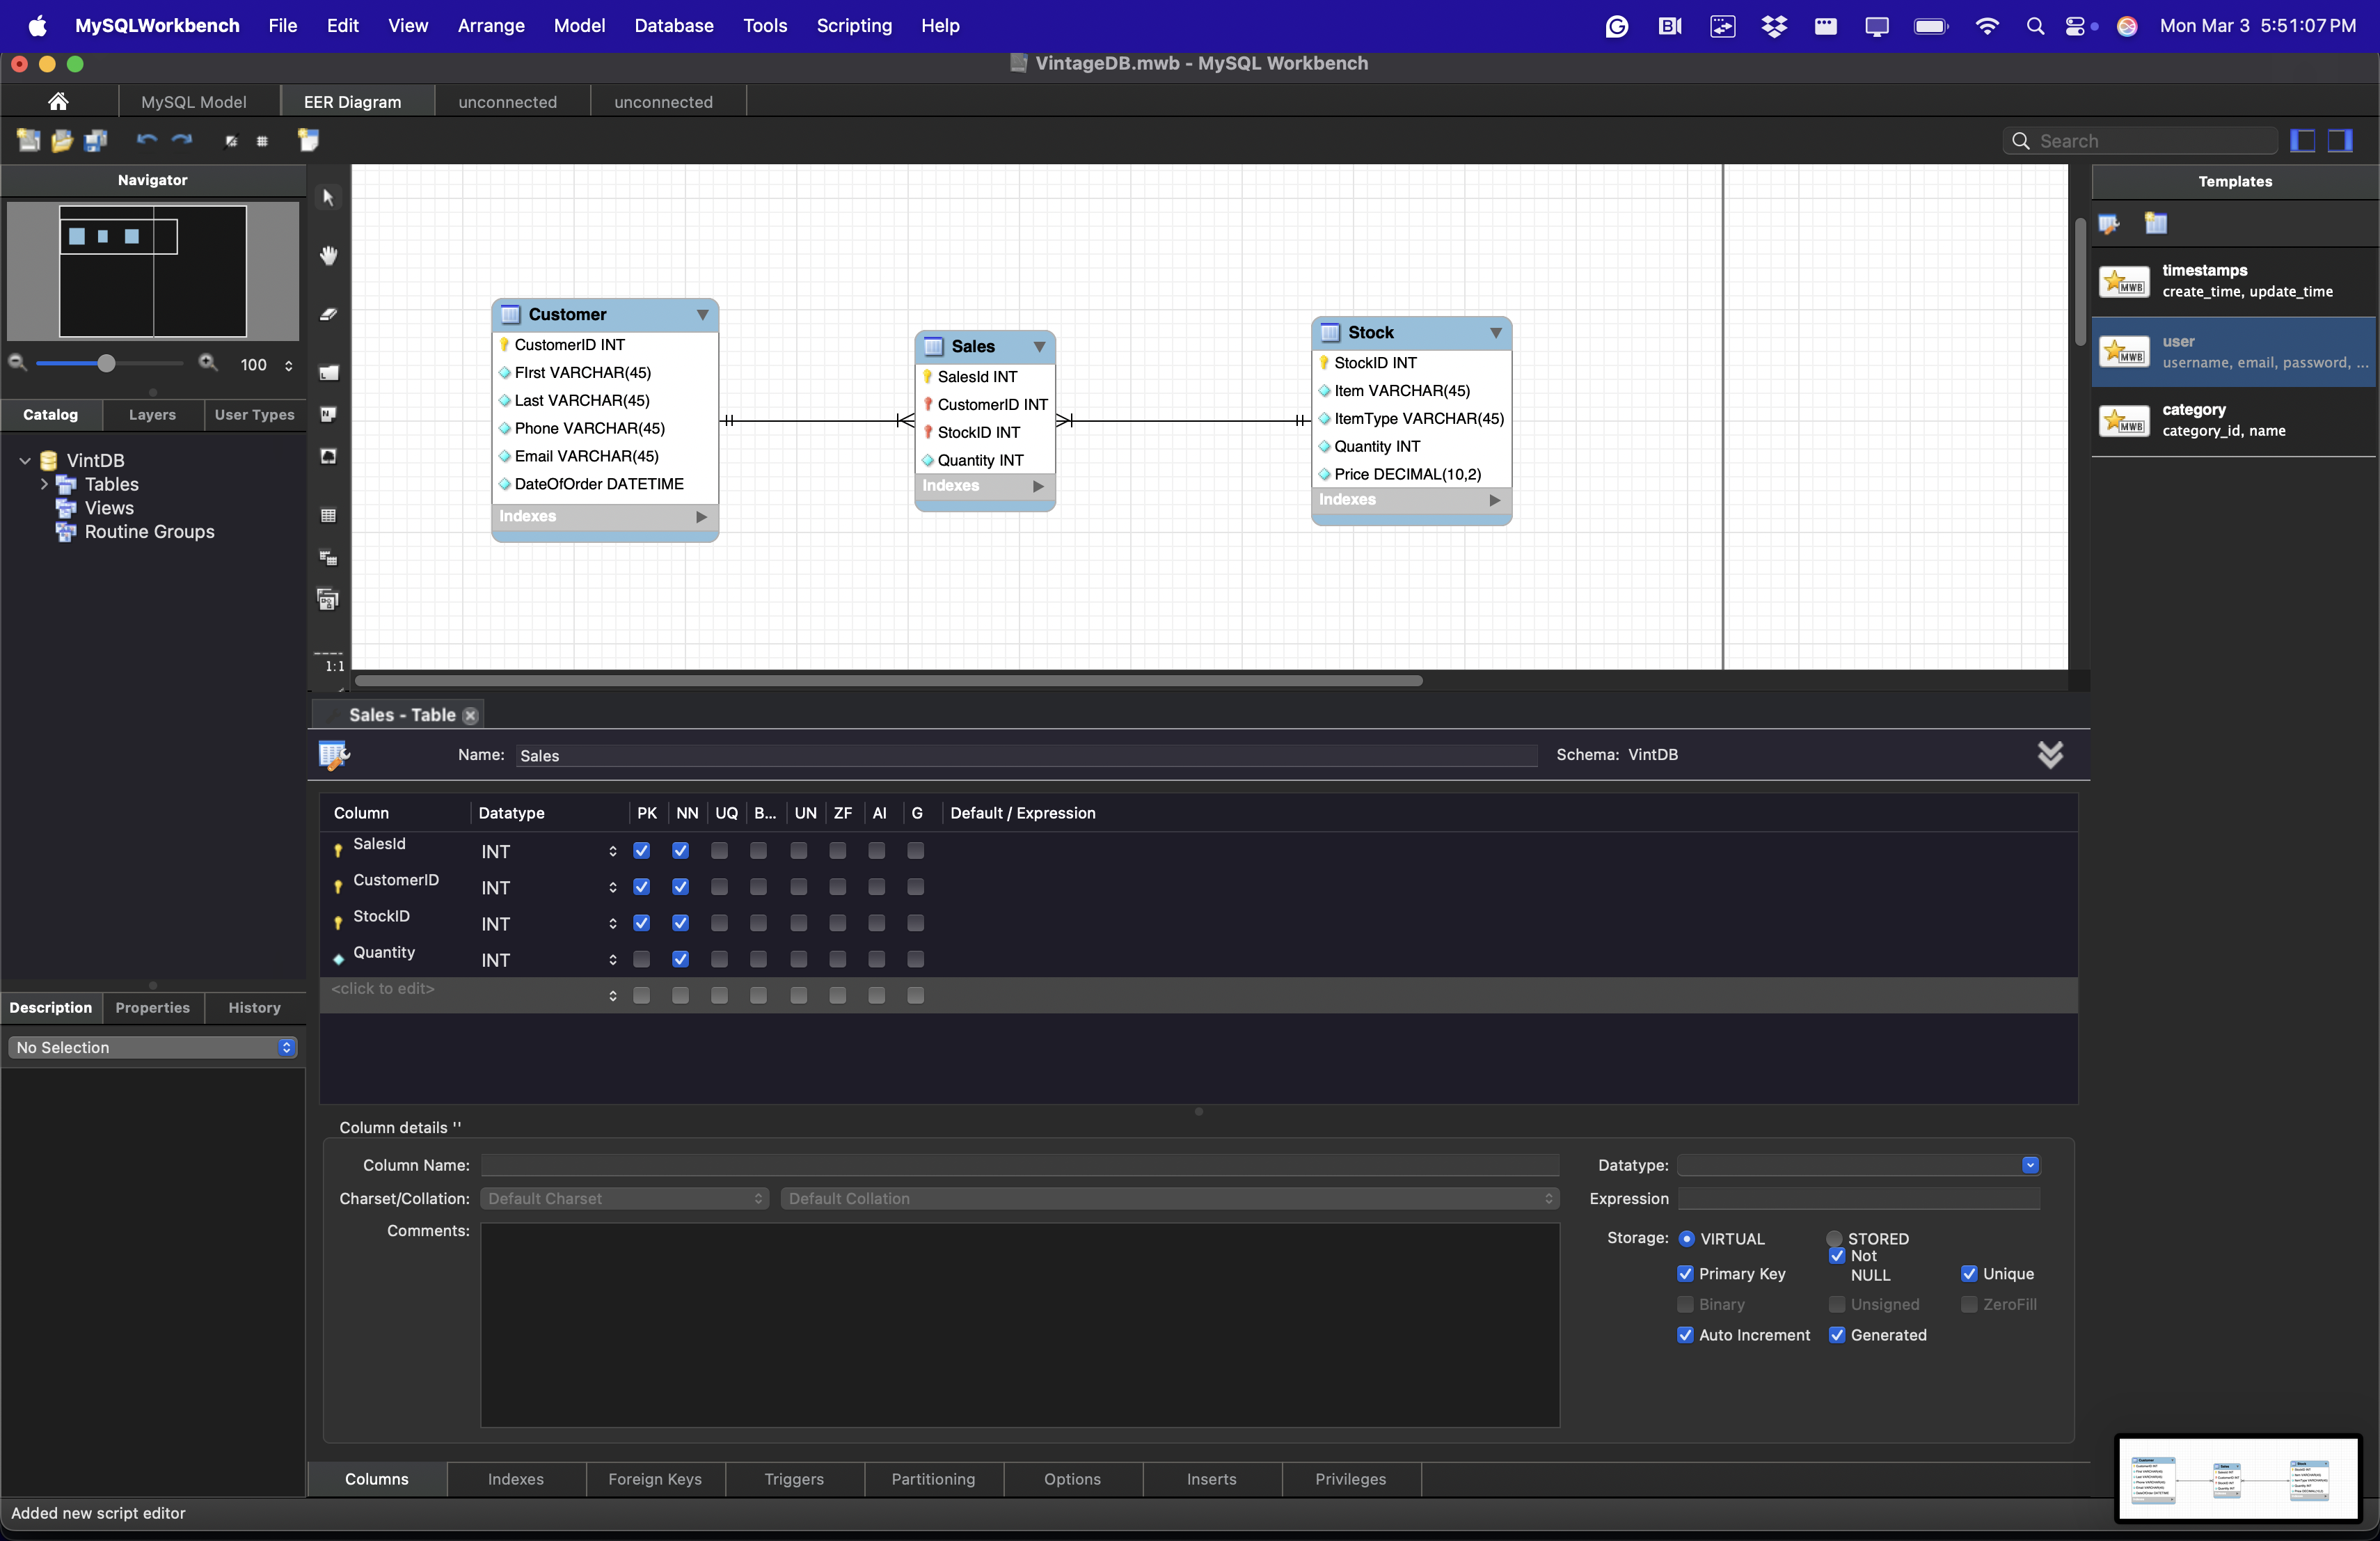 MySQLWorkbench File Edit View Arrange Model Database Tools Scripting Help Mon Mar 3 5:51:07 PM
VintageDB.mwb - MySQL Workbench
MySQL Model EER Diagram unconnected unconnected
Search
Navigator
100
Catalog Layers User Types
VintDB
Tables
Views
Routine Groups
Description Properties History
No Selection
1:1
Customer
CustomerID INT
FIrst VARCHAR(45)
Last VARCHAR(45)
Phone VARCHAR(45)
Email VARCHAR(45)
DateOfOrder DATETIME
Indexes
Sales
SalesId INT
CustomerID INT
StockID INT
Quantity INT
Indexes
Stock
StockID INT
Item VARCHAR(45)
ItemType VARCHAR(45)
Quantity INT
Price DECIMAL(10,2)
Indexes
Templates
MWB
timestamps
create_time, update_time
MWB
user
username, email, password, ...
MWB
category
category_id, name
Sales - Table
Name: Sales Schema: VintDB
Column Datatype PK NN UQ B... UN ZF AI G Default / Expression
SalesId INT
CustomerID INT
StockID INT
Quantity INT
<click to edit>
Column details ''
Column Name: Datatype:
Charset/Collation: Default Charset Default Collation Expression
Comments:
Storage: VIRTUAL STORED
Primary Key Not NULL Unique
Binary Unsigned ZeroFill
Auto Increment Generated
Columns Indexes Foreign Keys Triggers Partitioning Options Inserts Privileges
Added new script editor